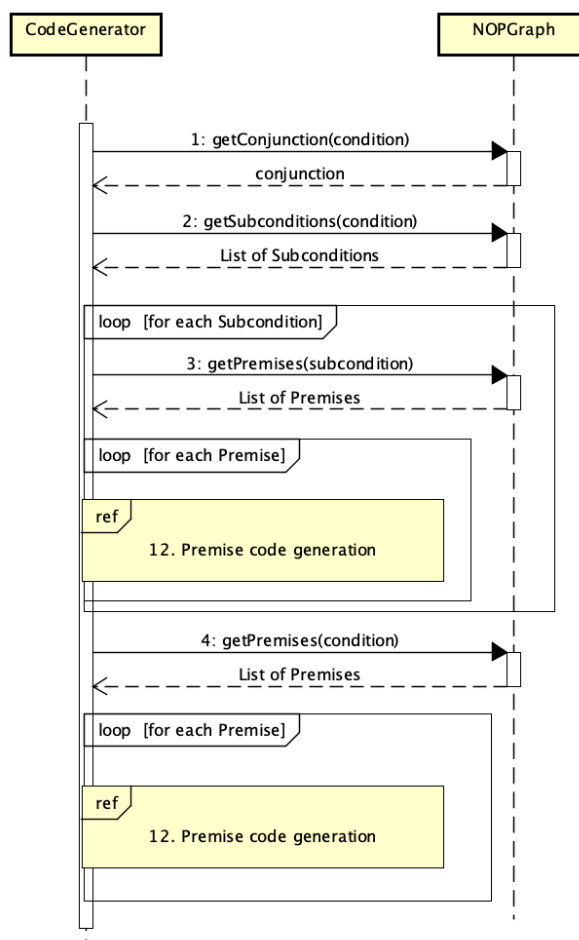 CodeGenerator
NOPGraph
1: getConjunction(condition)
conjunction
2: getSubconditions(condition)
List of Subconditions
loop [for each Subcondition]
3: getPremises(subcondition)
List of Premises
loop [for each Premise]
ref
12. Premise code generation
4: getPremises(condition)
List of Premises
loop [for each Premise]
ref
12. Premise code generation